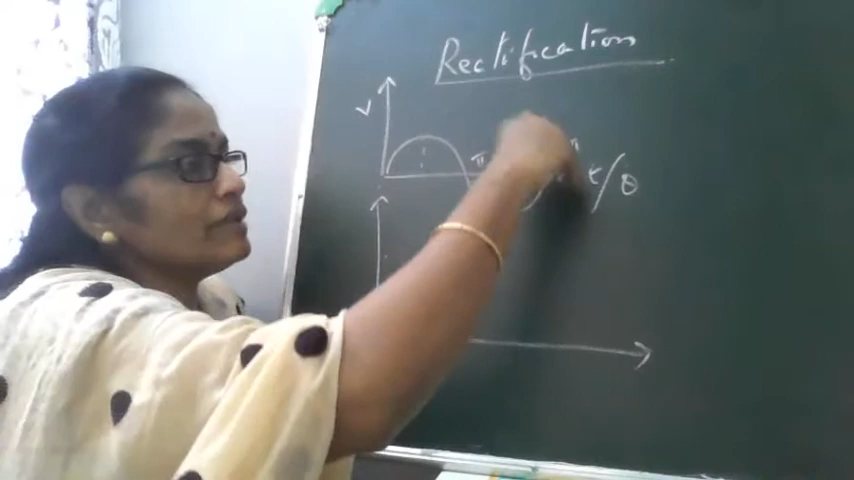 Rectification
V
π
t/θ